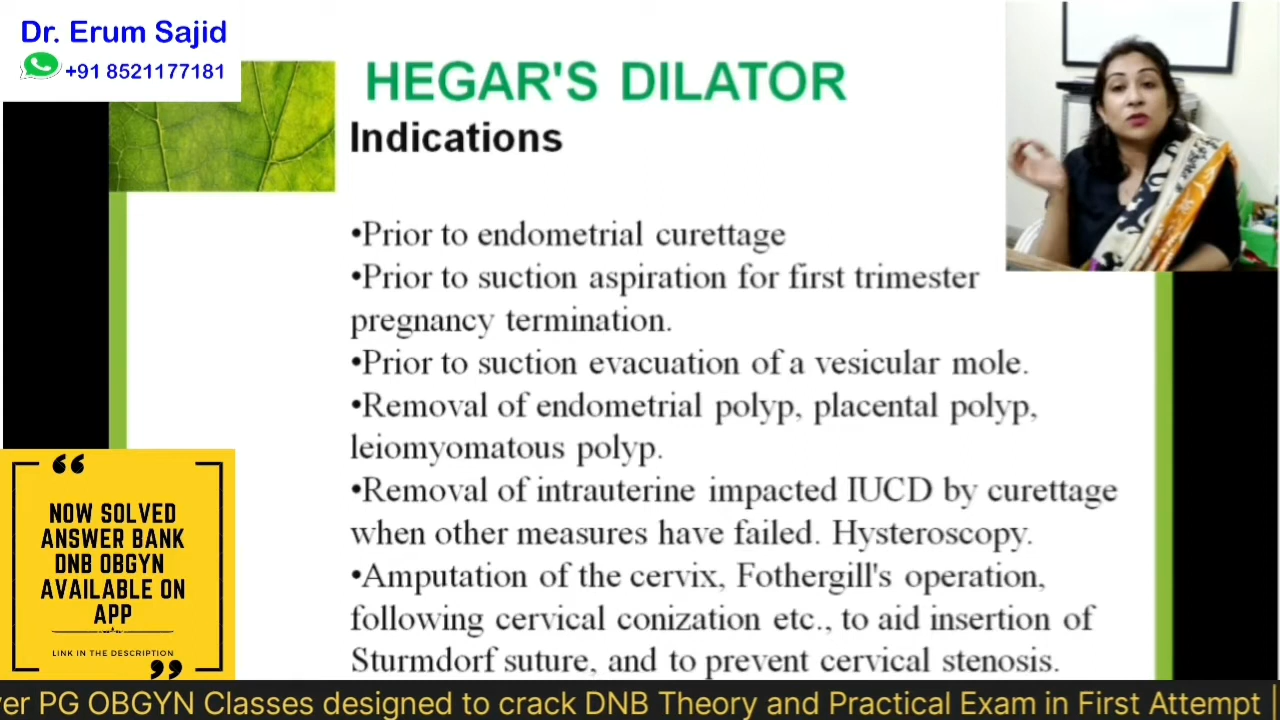 Dr. Erum Sajid
+91 8521177181
HEGAR'S DILATOR
Indications
•Prior to endometrial curettage
•Prior to suction aspiration for first trimester
pregnancy termination.
•Prior to suction evacuation of a vesicular mole.
•Removal of endometrial polyp, placental polyp,
leiomyomatous polyp.
•Removal of intrauterine impacted IUCD by curettage
when other measures have failed. Hysteroscopy.
•Amputation of the cervix, Fothergill's operation,
following cervical conization etc., to aid insertion of
Sturmdorf suture, and to prevent cervical stenosis.
“
NOW SOLVED
ANSWER BANK
DNB OBGYN
AVAILABLE ON
APP
LINK IN THE DESCRIPTION
”
PG OBGYN Classes designed to crack DNB Theory and Practical Exam in First Attempt |